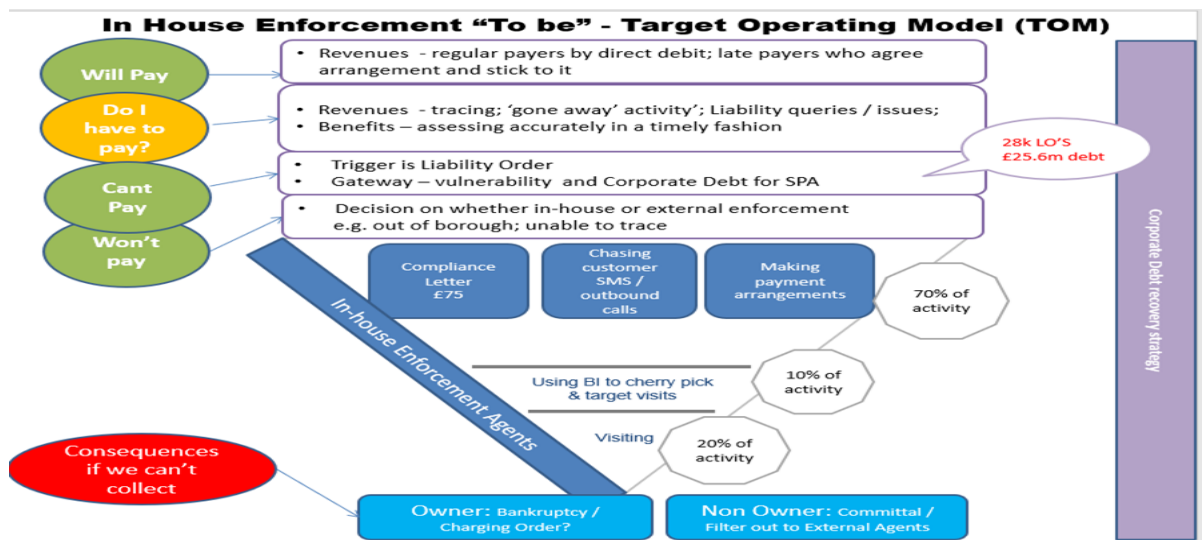 In House Enforcement “To be” - Target Operating Model (TOM)
Will Pay
• Revenues - regular payers by direct debit; late payers who agree
arrangement and stick to it
Do I
have to
pay?
• Revenues - tracing; ‘gone away’ activity’; Liability queries / issues;
• Benefits – assessing accurately in a timely fashion
28k LO’S
£25.6m debt
Cant
Pay
• Trigger is Liability Order
• Gateway – vulnerability and Corporate Debt for SPA
Won’t
pay
• Decision on whether in-house or external enforcement
e.g. out of borough; unable to trace
Compliance
Letter
£75
Chasing
customer
SMS /
outbound
calls
Making
payment
arrangements
70% of
activity
In-house Enforcement Agents
Using BI to cherry pick
& target visits
10% of
activity
Visiting
20% of
activity
Consequences
if we can’t
collect
Owner: Bankruptcy /
Charging Order?
Non Owner: Committal /
Filter out to External Agents
Corporate Debt recovery strategy